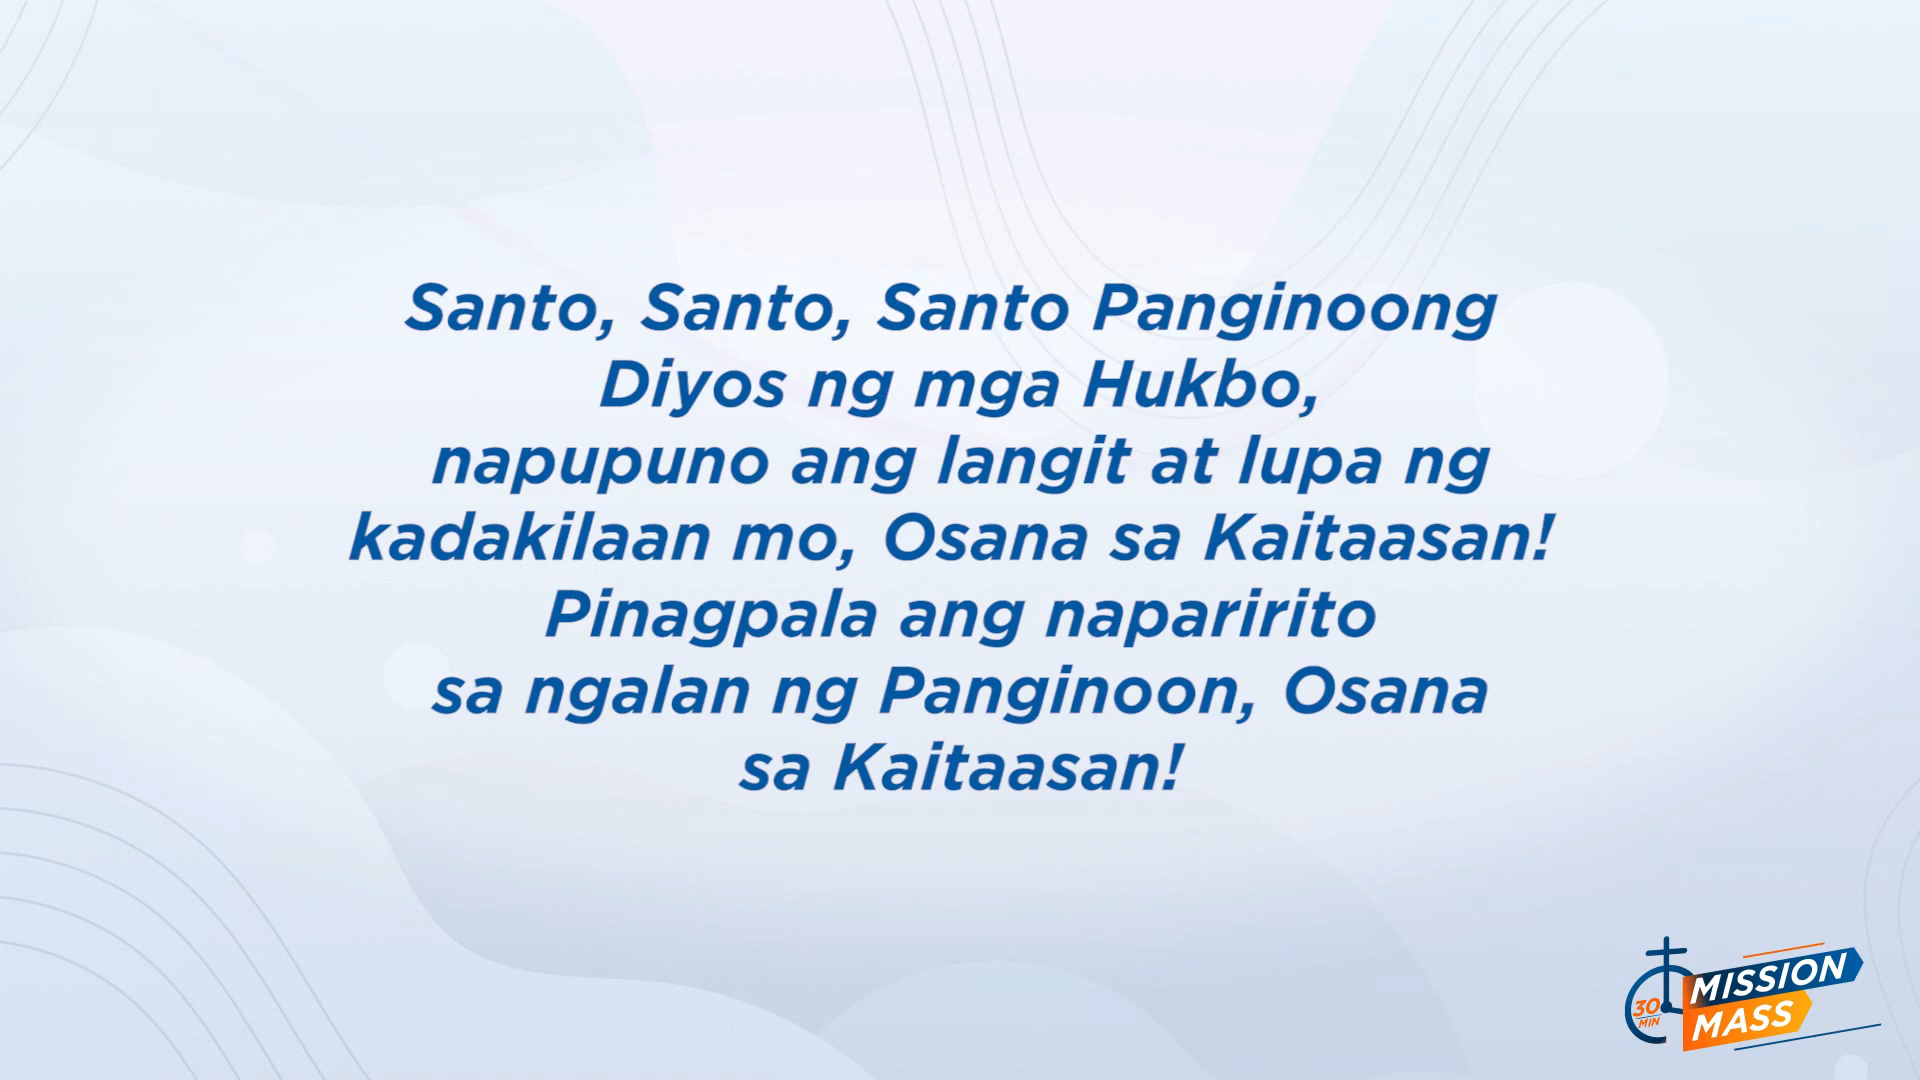 Santo, Santo, Santo Panginoong
Diyos ng mga Hukbo,
napupuno ang langit at lupa ng
kadakilaan mo, Osana sa Kaitaasan!
Pinagpala ang naparirito
sa ngalan ng Panginoon, Osana
sa Kaitaasan!
30
MIN
MISSION
MASS